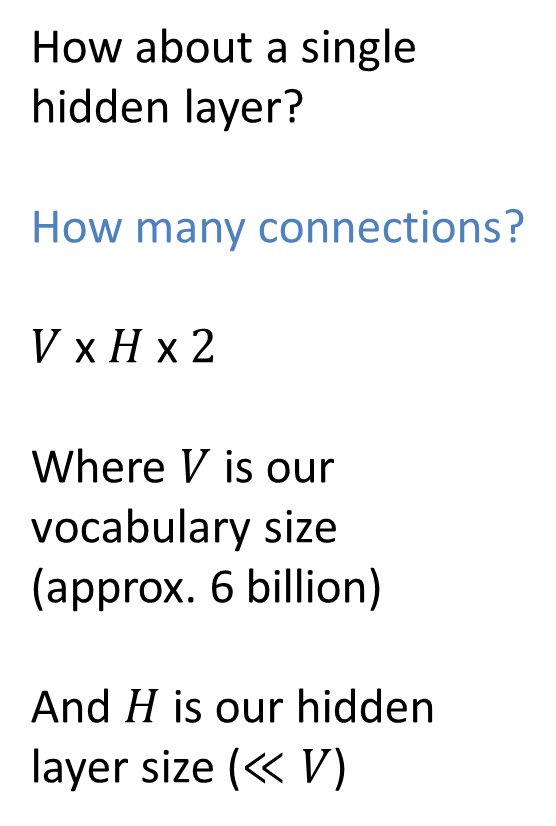 How about a single
hidden layer?
How many connections?
V x H x 2
Where V is our
vocabulary size
(approx. 6 billion)
And H is our hidden
layer size (≪ V)